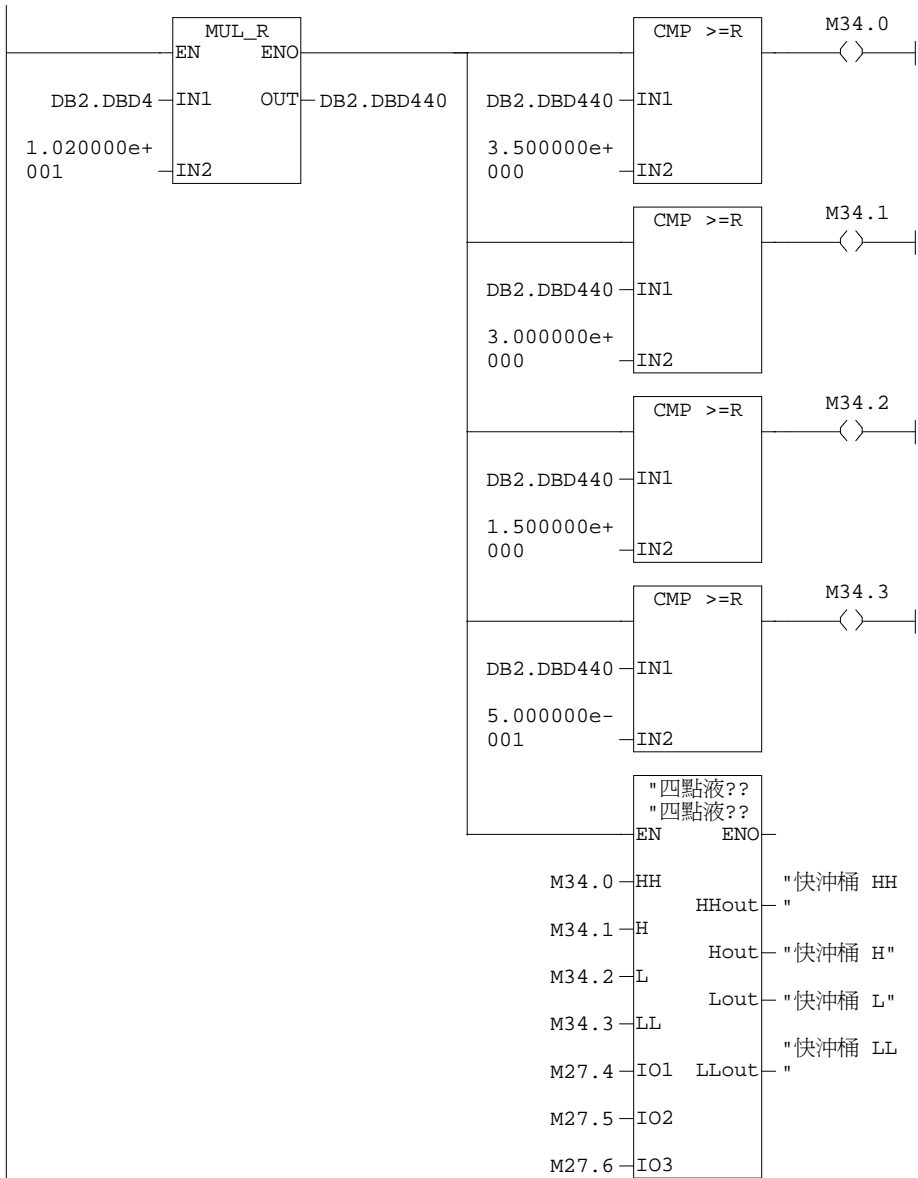 MUL_R
EN ENO
DB2.DBD4 IN1 OUT DB2.DBD440
1.020000e+
001 IN2
CMP >=R
M34.0
DB2.DBD440 IN1
3.500000e+
000 IN2
CMP >=R
M34.1
DB2.DBD440 IN1
3.000000e+
000 IN2
CMP >=R
M34.2
DB2.DBD440 IN1
1.500000e+
000 IN2
CMP >=R
M34.3
DB2.DBD440 IN1
5.000000e-
001 IN2
"四點液??
"四點液??
EN ENO
M34.0 HH
HHout "快沖桶 HH
"
M34.1 H
Hout "快沖桶 H"
M34.2 L
Lout "快沖桶 L"
M34.3 LL
LLout "快沖桶 LL
"
M27.4 IO1
M27.5 IO2
M27.6 IO3